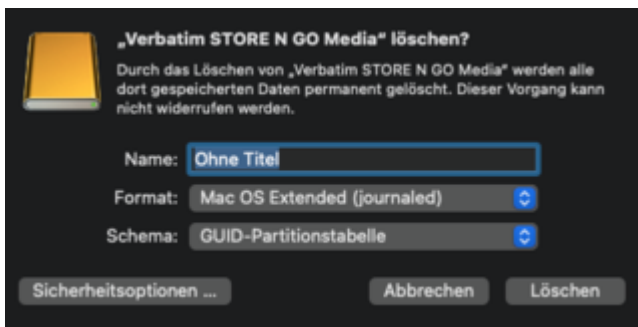 „Verbatim STORE N GO Media“ löschen?
Durch das Löschen von „Verbatim STORE N GO Media“ werden alle
dort gespeicherten Daten permanent gelöscht. Dieser Vorgang kann
nicht widerrufen werden.
Name: Ohne Titel
Format: Mac OS Extended (journaled)
Schema: GUID-Partitionstabelle
Sicherheitsoptionen ... Abbrechen Löschen